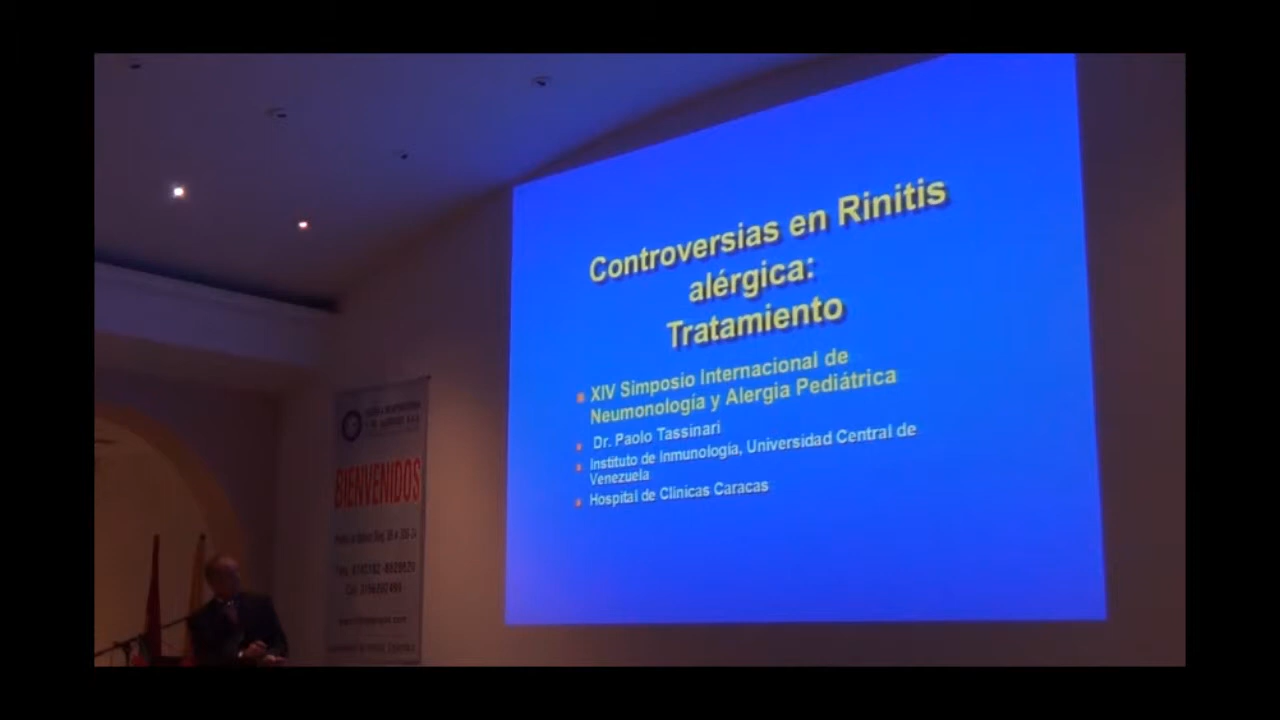 Controversias en Rinitis
alérgica:
Tratamiento
XIV Simposio Internacional de
Neumonología y Alergia Pediátrica
Dr. Paolo Tassinari
Instituto de Inmunología, Universidad Central de
Venezuela
Hospital de Clinicas Caracas
BIENVENIDOS